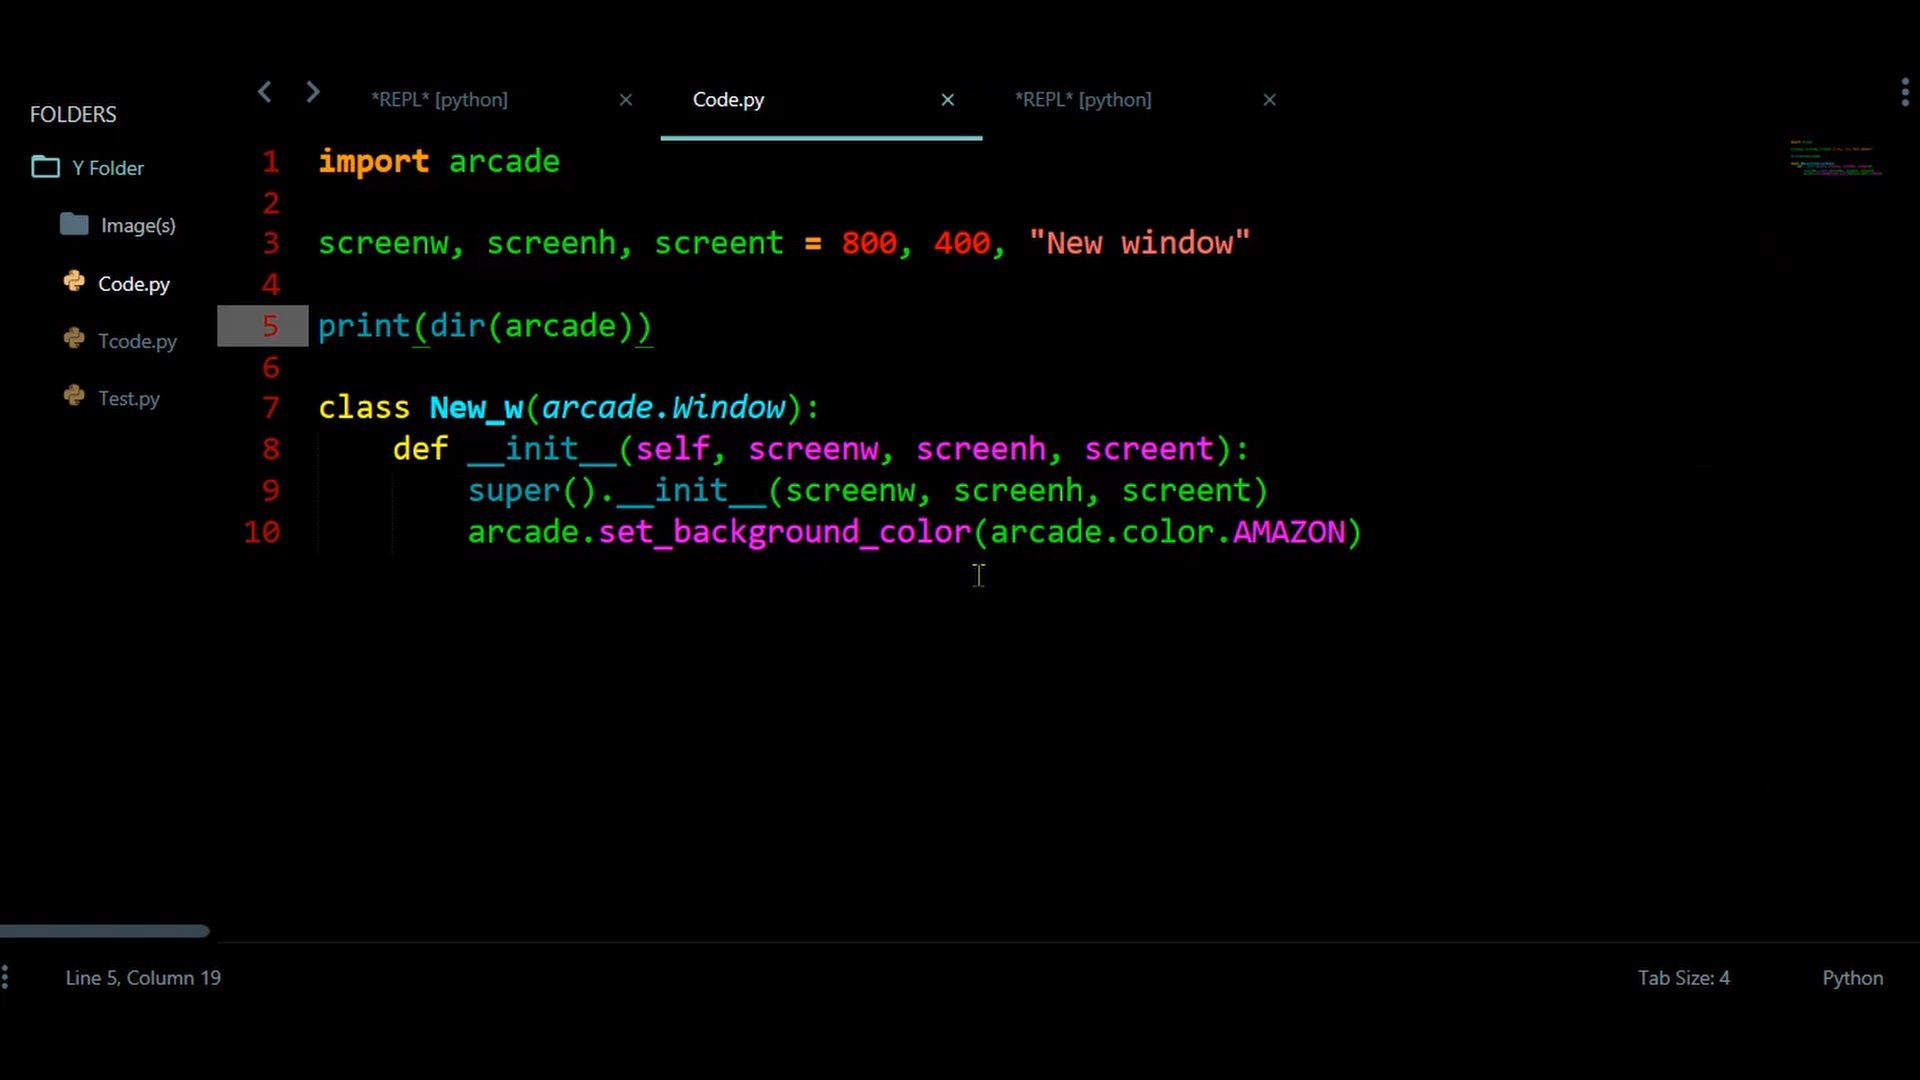 FOLDERS
Y Folder
Image(s)
Code.py
Tcode.py
Test.py
*REPL* [python] × Code.py × *REPL* [python] ×
1 import arcade
2
3 screenw, screenh, screent = 800, 400, "New window"
4
5 print(dir(arcade))
6
7 class New_w(arcade.Window):
8     def __init__(self, screenw, screenh, screent):
9         super().__init__(screenw, screenh, screent)
10         arcade.set_background_color(arcade.color.AMAZON)
Line 5, Column 19
Tab Size: 4
Python